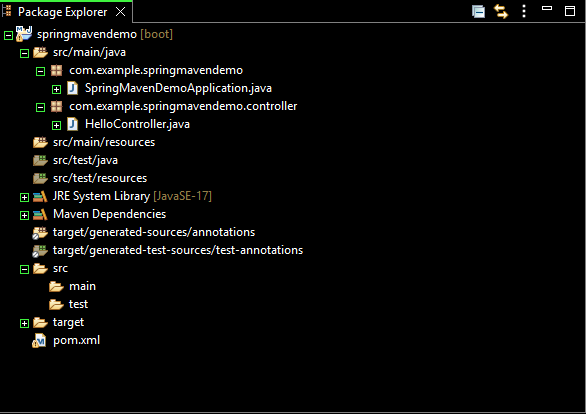 Package Explorer
springmavendemo [boot]
src/main/java
com.example.springmavendemo
SpringMavenDemoApplication.java
com.example.springmavendemo.controller
HelloController.java
src/main/resources
src/test/java
src/test/resources
JRE System Library [JavaSE-17]
Maven Dependencies
target/generated-sources/annotations
target/generated-test-sources/test-annotations
src
main
test
target
pom.xml